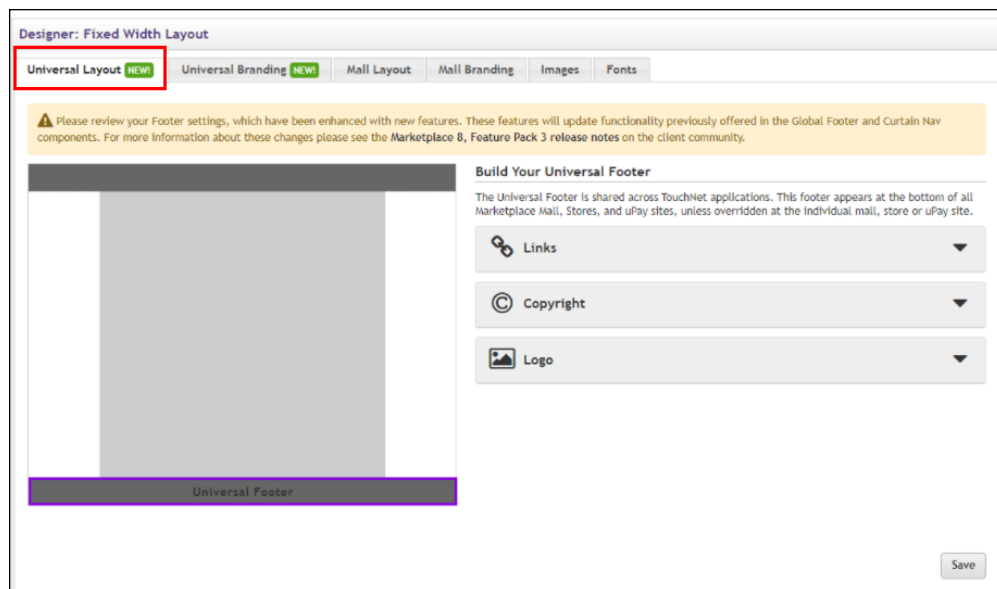 Designer: Fixed Width Layout
Universal Layout NEW! Universal Branding NEW! Mall Layout Mall Branding Images Fonts
Please review your Footer settings, which have been enhanced with new features. These features will update functionality previously offered in the Global Footer and Curtain Nav
components. For more information about these changes please see the Marketplace 8, Feature Pack 3 release notes on the client community.
Build Your Universal Footer
The Universal Footer is shared across TouchNet applications. This footer appears at the bottom of all
Marketplace Mall, Stores, and uPay sites, unless overridden at the individual mall, store or uPay site.
Links
© Copyright
Logo
Universal Footer
Save